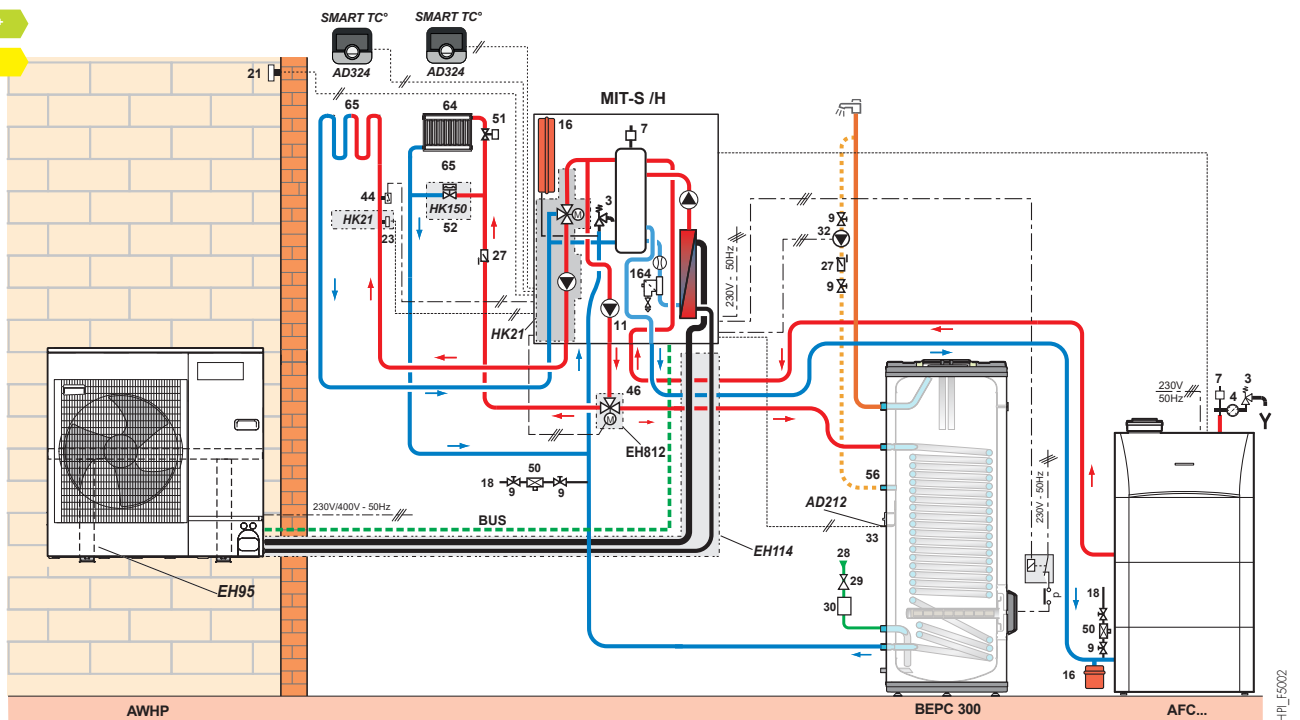 +
SMART TC°
SMART TC°
AD324
AD324
21
65
64
51
MIT-S /H
16
7
3
M
65
HK150
52
44
HK21
23
27
164
11
HK21
230V - 50Hz
9
32
27
9
46
M
EH812
18
50
9
9
56
AD212
33
28
29
30
230V/400V - 50Hz
BUS
EH114
EH95
230V - 50Hz
p
230V
50Hz
7
3
4
Y
18
50
9
16
AWHP
BEPC 300
AFC...
HPI_F5002